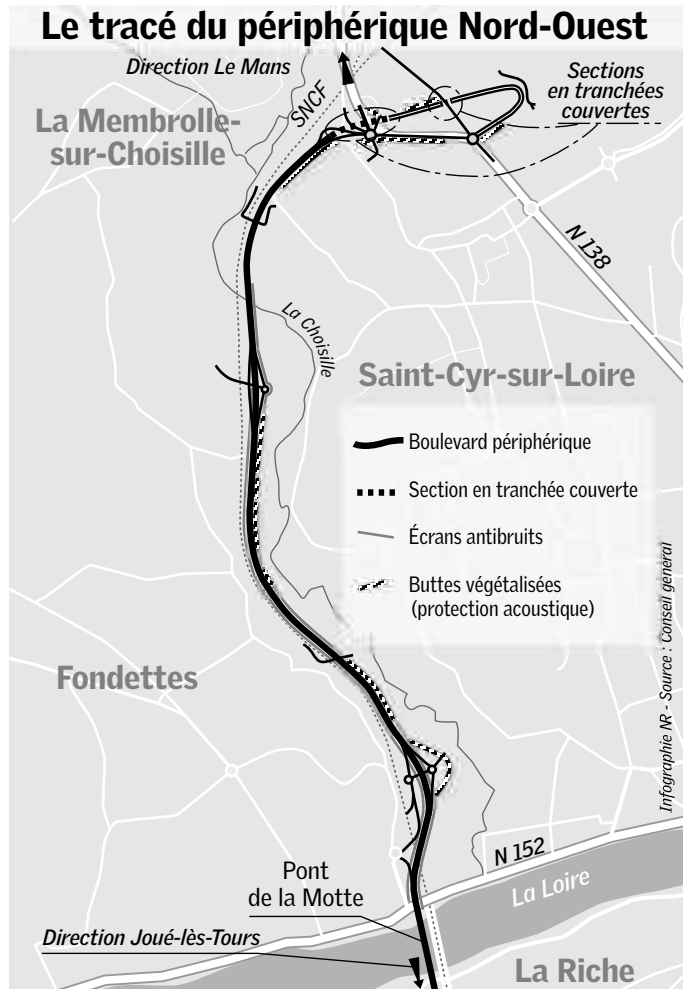 Le tracé du périphérique Nord-Ouest
Direction Le Mans
SNCF
Sections
en tranchées
couvertes
La Membrolle-
sur-Choisille
N 138
La Choisille
Saint-Cyr-sur-Loire
Boulevard périphérique
Section en tranchée couverte
Écrans antibruits
Buttes végétalisées
(protection acoustique)
Infographie NR - Source : Conseil général
Fondettes
N 152
Pont
de la Motte
La Loire
Direction Joué-lès-Tours
La Riche